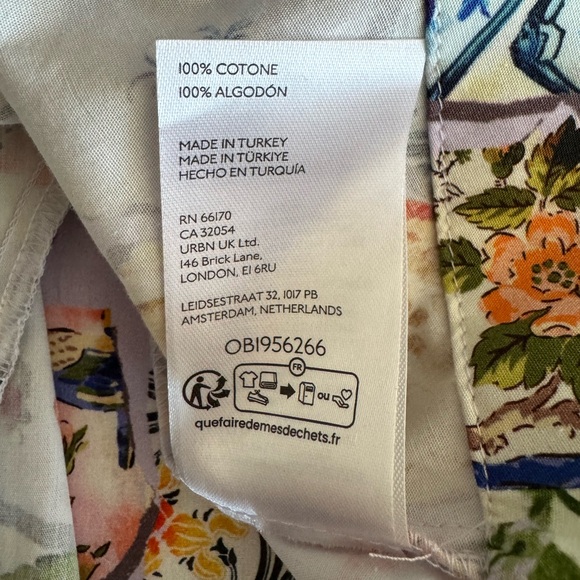 100% COTONE
100% ALGODÓN
MADE IN TURKEY
MADE IN TÜRKIYE
HECHO EN TURQUÍA
RN 66170
CA 32054
URBN UK Ltd.
146 Brick Lane,
LONDON, E1 6RU
LEIDSESTRAAT 32, 1017 PB
AMSTERDAM, NETHERLANDS
OB1956266
FR
OU
quefairedemesdechets.fr